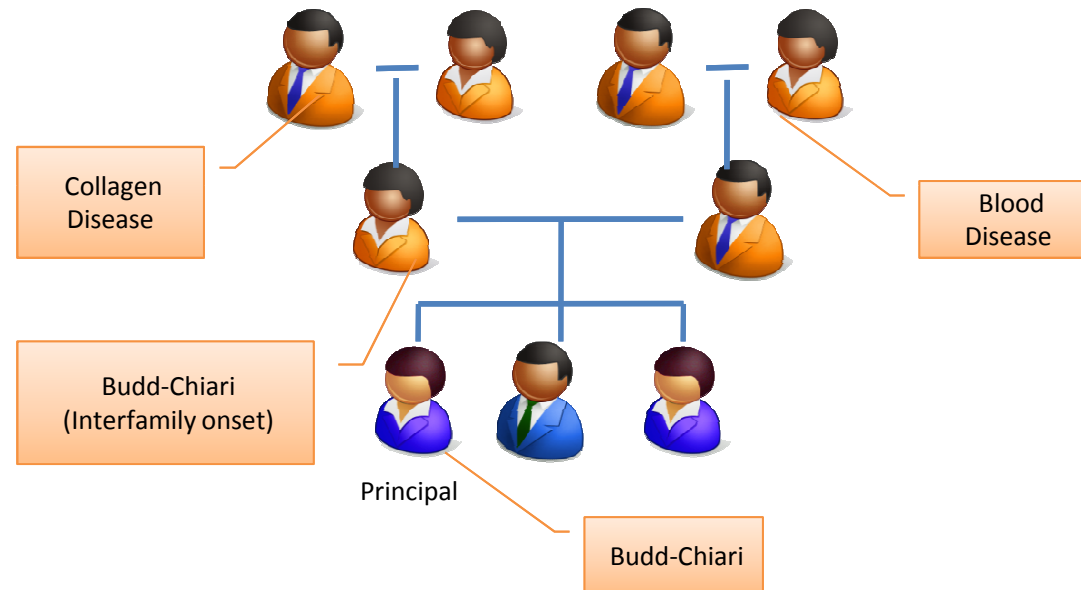 Collagen
Disease
Blood
Disease
Budd-Chiari
(Interfamily onset)
Principal
Budd-Chiari